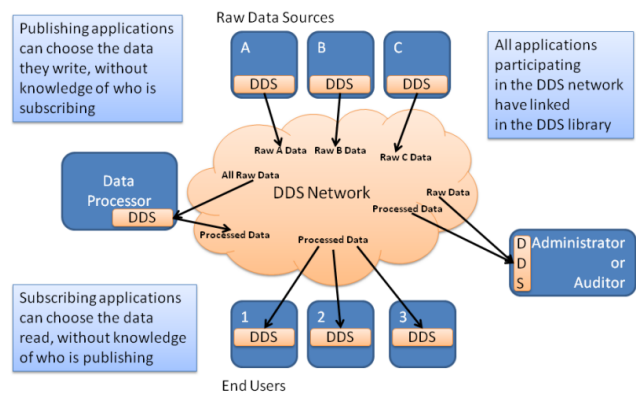 Raw Data Sources
Publishing applications
can choose the data
they write, without
knowledge of who is
subscribing
A
DDS
B
DDS
C
DDS
All applications
participating
in the DDS network
have linked
in the DDS library
Raw A Data
Raw B Data
Raw C Data
All Raw Data
DDS Network
Raw Data
Processed Data
Data
Processor
DDS
Processed Data
Processed Data
D
D
S
Administrator
or
Auditor
Subscribing applications
can choose the data
read, without knowledge
of who is publishing
1
DDS
2
DDS
3
DDS
End Users